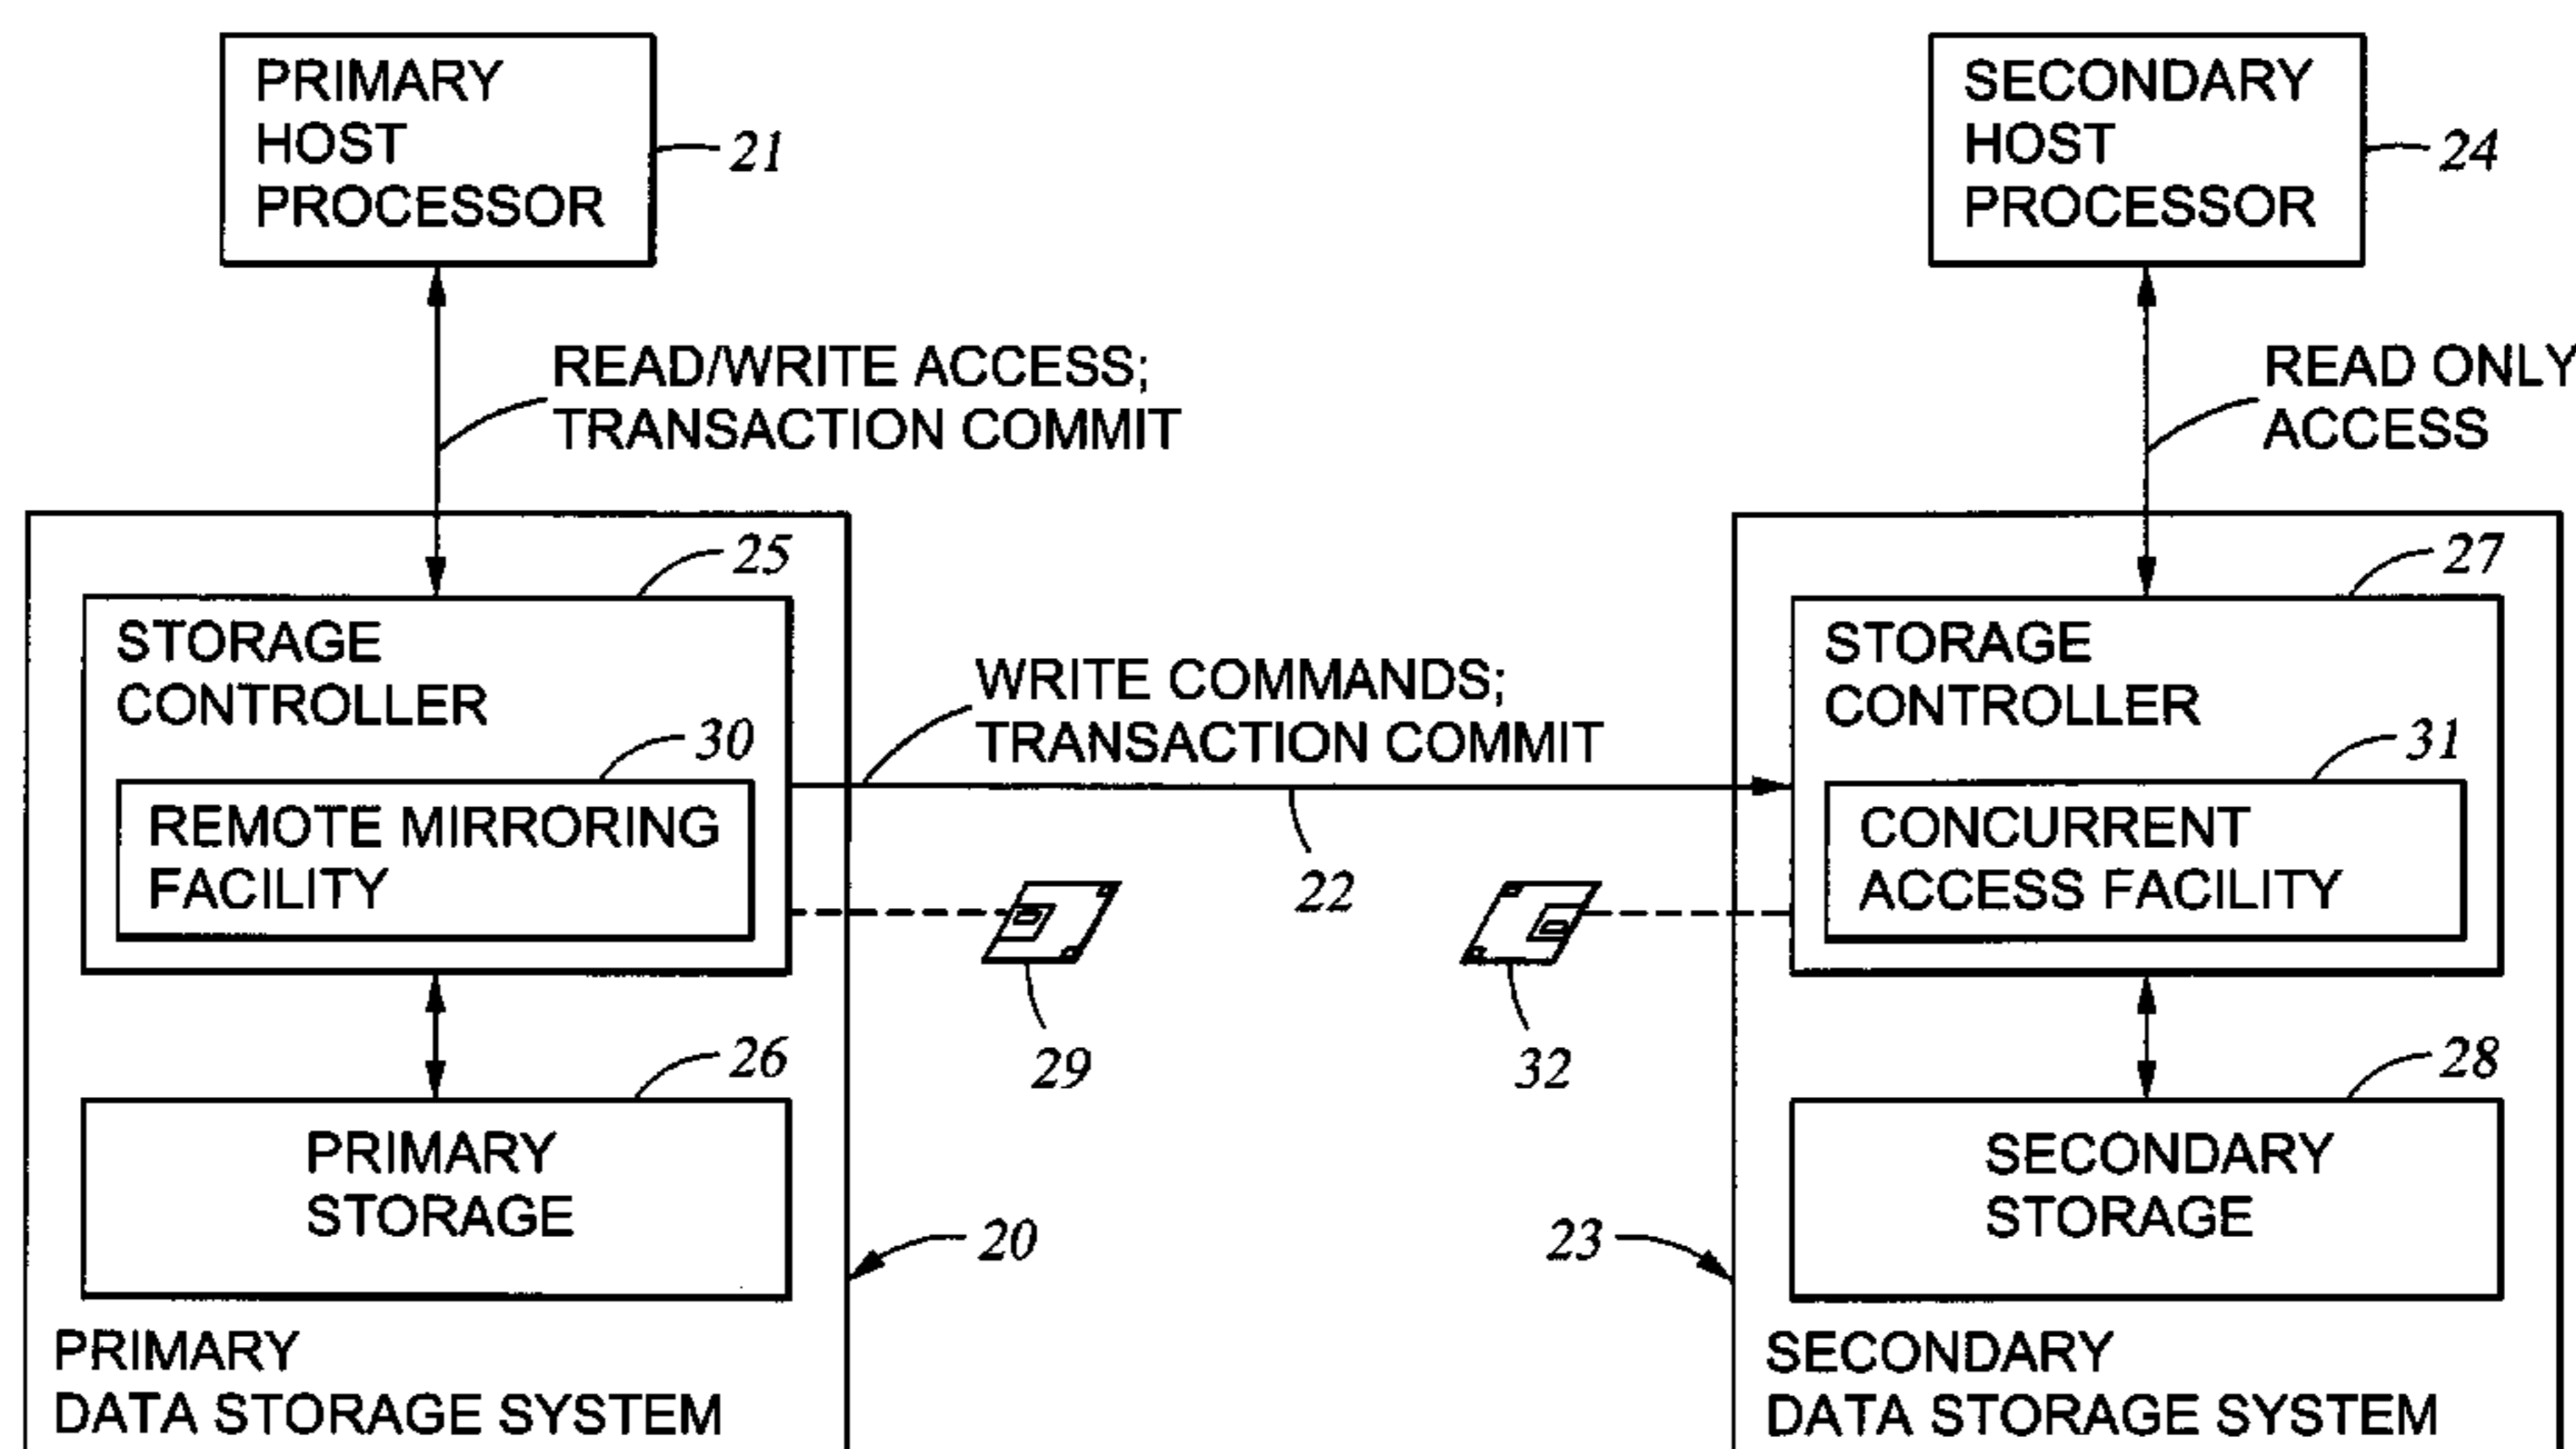 PRIMARY
HOST
PROCESSOR
21
SECONDARY
HOST
PROCESSOR
24
READ/WRITE ACCESS;
TRANSACTION COMMIT
READ ONLY
ACCESS
25
STORAGE
CONTROLLER
30
REMOTE MIRRORING
FACILITY
WRITE COMMANDS;
TRANSACTION COMMIT
22
27
STORAGE
CONTROLLER
31
CONCURRENT
ACCESS FACILITY
29
32
26
PRIMARY
STORAGE
20
28
SECONDARY
STORAGE
23
PRIMARY
DATA STORAGE SYSTEM
SECONDARY
DATA STORAGE SYSTEM